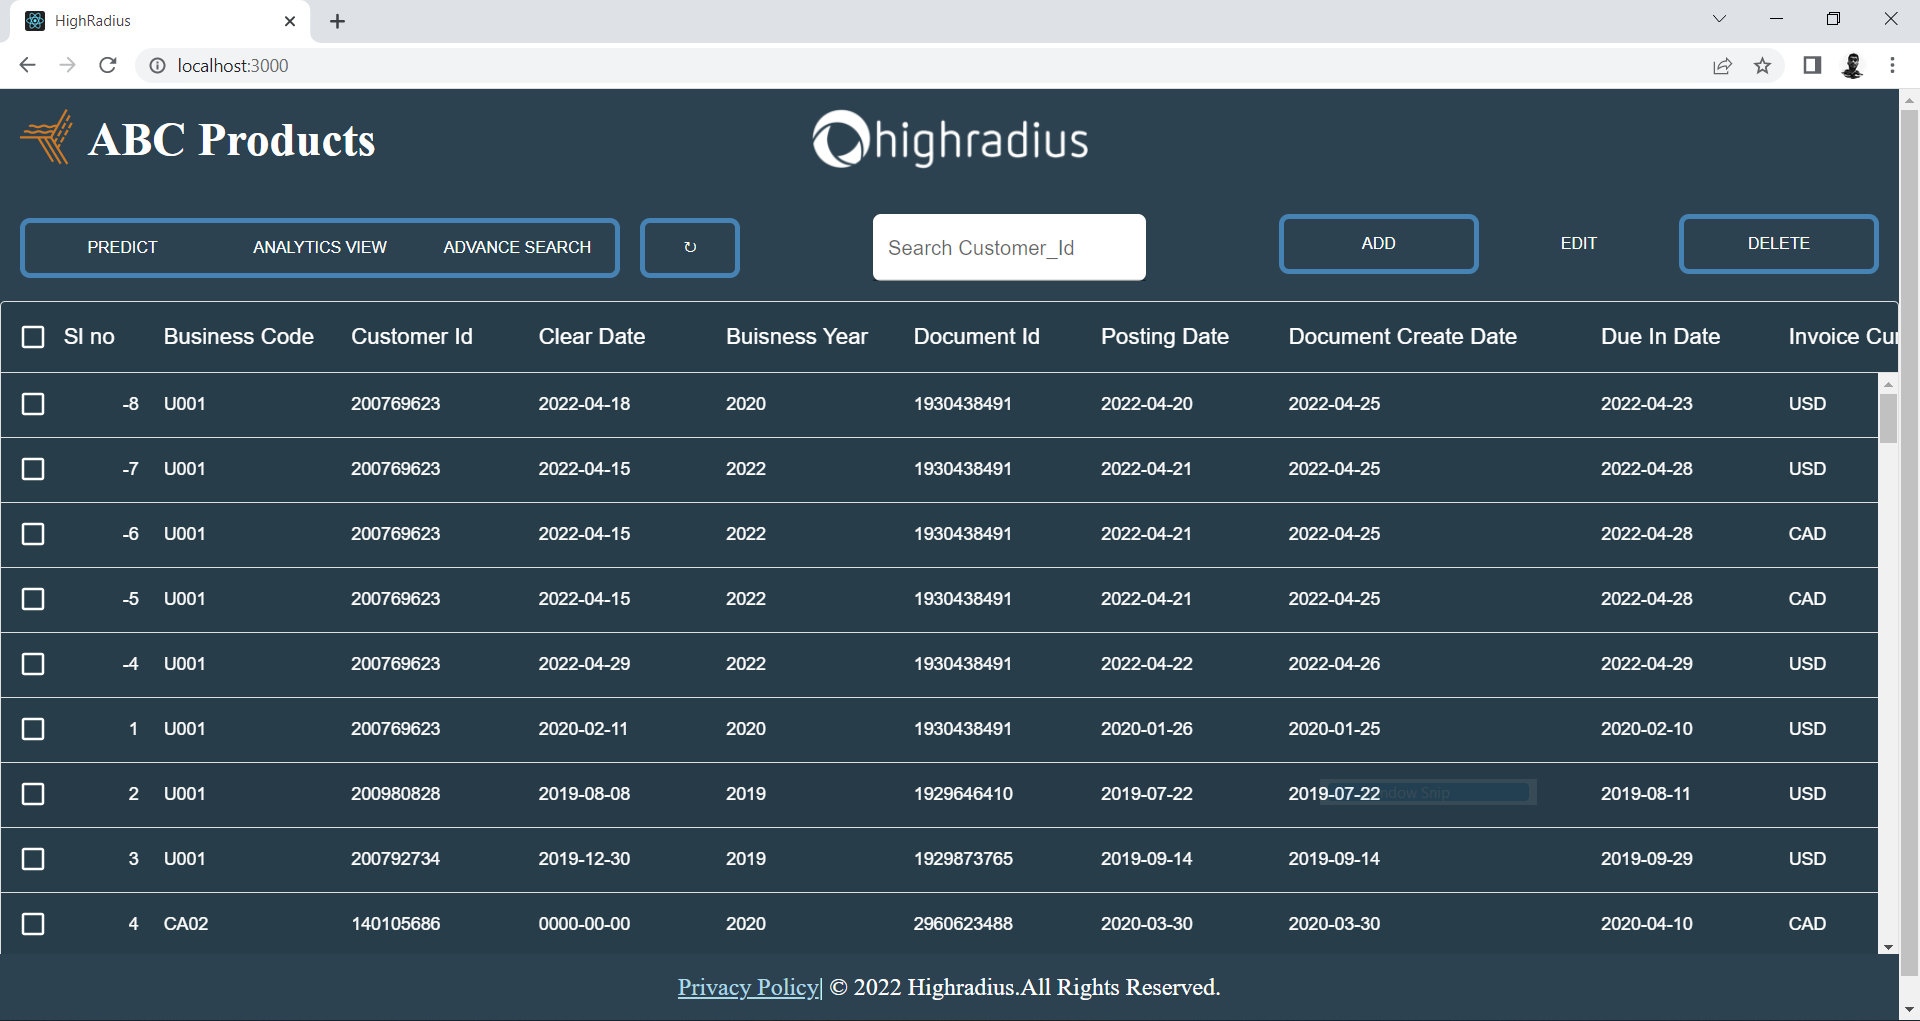 HighRadius
localhost:3000
ABC Products
highradius
PREDICT ANALYTICS VIEW ADVANCE SEARCH ↻ Search Customer_Id ADD EDIT DELETE
Sl no Business Code Customer Id Clear Date Buisness Year Document Id Posting Date Document Create Date Due In Date Invoice Cur
-8 U001 200769623 2022-04-18 2020 1930438491 2022-04-20 2022-04-25 2022-04-23 USD
-7 U001 200769623 2022-04-15 2022 1930438491 2022-04-21 2022-04-25 2022-04-28 USD
-6 U001 200769623 2022-04-15 2022 1930438491 2022-04-21 2022-04-25 2022-04-28 CAD
-5 U001 200769623 2022-04-15 2022 1930438491 2022-04-21 2022-04-25 2022-04-28 CAD
-4 U001 200769623 2022-04-29 2022 1930438491 2022-04-22 2022-04-26 2022-04-29 USD
1 U001 200769623 2020-02-11 2020 1930438491 2020-01-26 2020-01-25 2020-02-10 USD
2 U001 200980828 2019-08-08 2019 1929646410 2019-07-22 2019-07-22 Snip 2019-08-11 USD
3 U001 200792734 2019-12-30 2019 1929873765 2019-09-14 2019-09-14 2019-09-29 USD
4 CA02 140105686 0000-00-00 2020 2960623488 2020-03-30 2020-03-30 2020-04-10 CAD
Privacy Policy| © 2022 Highradius.All Rights Reserved.